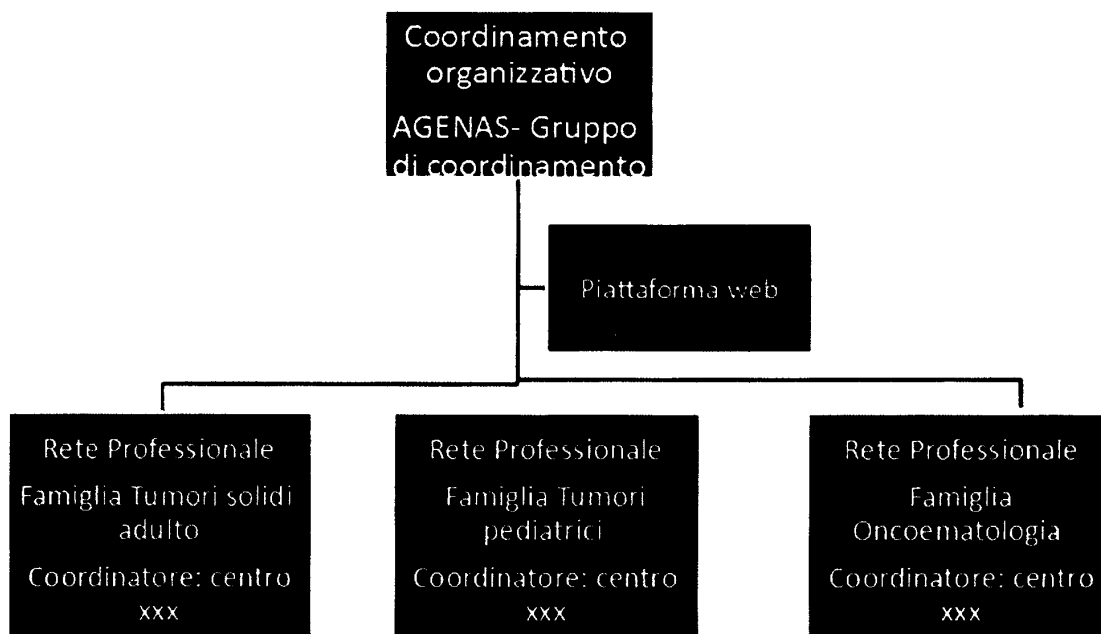 Coordinamento
organizzativo
AGENAS- Gruppo
di coordinamento
Piattaforma web
Rete Professionale
Famiglia Tumori solidi
adulto
Coordinatore: centro
xxx
Rete Professionale
Famiglia Tumori
pediatrici
Coordinatore: centro
xxx
Rete Professionale
Famiglia
Oncoematologia
Coordinatore: centro
xxx